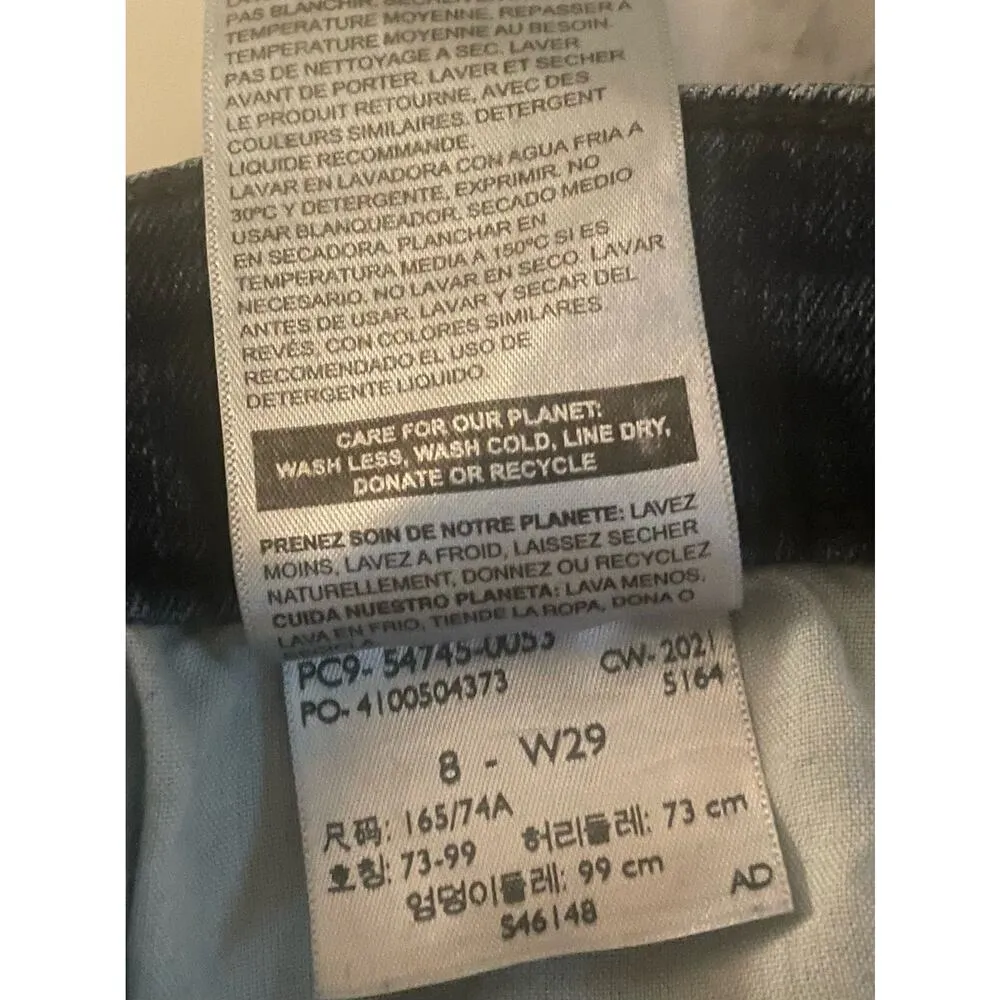 PAS BLANCHIR.
TEMPERATURE MOYENNE. REPASSER A
TEMPERATURE MOYENNE AU BESOIN.
PAS DE NETTOYAGE A SEC. LAVER
AVANT DE PORTER. LAVER ET SECHER
LE PRODUIT RETOURNE, AVEC DES
COULEURS SIMILAIRES. DETERGENT
LIQUIDE RECOMMANDE.
LAVAR EN LAVADORA CON AGUA FRIA A
30ºC Y DETERGENTE, EXPRIMIR. NO
USAR BLANQUEADOR. SECADO MEDIO
EN SECADORA. PLANCHAR EN
TEMPERATURA MEDIA A 150ºC SI ES
NECESARIO. NO LAVAR EN SECO. LAVAR
ANTES DE USAR. LAVAR Y SECAR DEL
REVÉS, CON COLORES SIMILARES.
RECOMENDADO EL USO DE
DETERGENTE LIQUIDO.
CARE FOR OUR PLANET:
WASH LESS, WASH COLD, LINE DRY,
DONATE OR RECYCLE
PRENEZ SOIN DE NOTRE PLANETE: LAVEZ
MOINS, LAVEZ A FROID, LAISSEZ SECHER
NATURELLEMENT, DONNEZ OU RECYCLEZ
CUIDA NUESTRO PLANETA: LAVA MENOS,
LAVA EN FRIO, TIENDE LA ROPA, DONA O
PC9- 54745-0053 CW- 2021
PO- 4100504373 5164
8 - W29
尺码: 165/74A
호칭: 73-99 허리둘레: 73 cm
엉덩이둘레: 99 cm AD
S46148